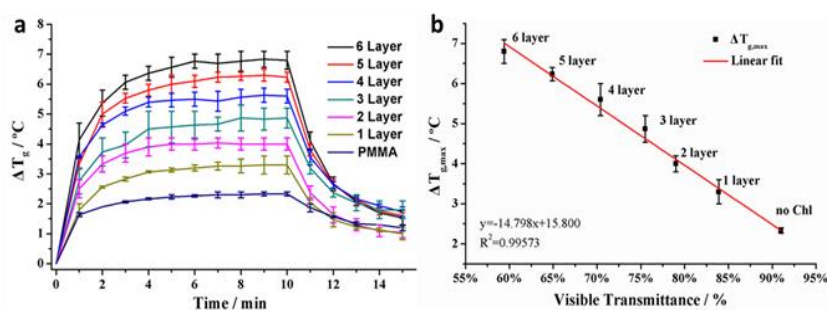 a
8
7
6
5
4
3
2
1
0
ΔTg / °C
0 2 4 6 8 10 12 14
Time / min
6 Layer
5 Layer
4 Layer
3 Layer
2 Layer
1 Layer
PMMA
b
7
6
5
4
3
2
ΔTg,max / °C
55% 60% 65% 70% 75% 80% 85% 90% 95%
Visible Transmittance / %
6 layer
5 layer
4 layer
3 layer
2 layer
1 layer
no Chl
ΔTg,max
Linear fit
y=-14.798x+15.800
R²=0.99573